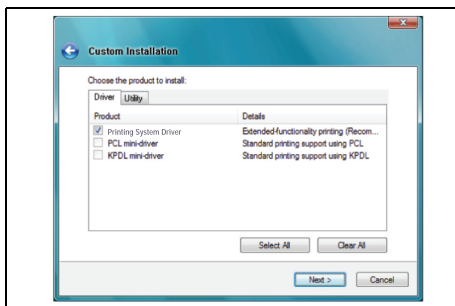 Custom Installation
Choose the product to install:
Driver Utility
Product Details
Printing System Driver Extended-functionality printing (Recom...
PCL mini-driver Standard printing support using PCL
KPDL mini-driver Standard printing support using KPDL
Select All Clear All
Next > Cancel